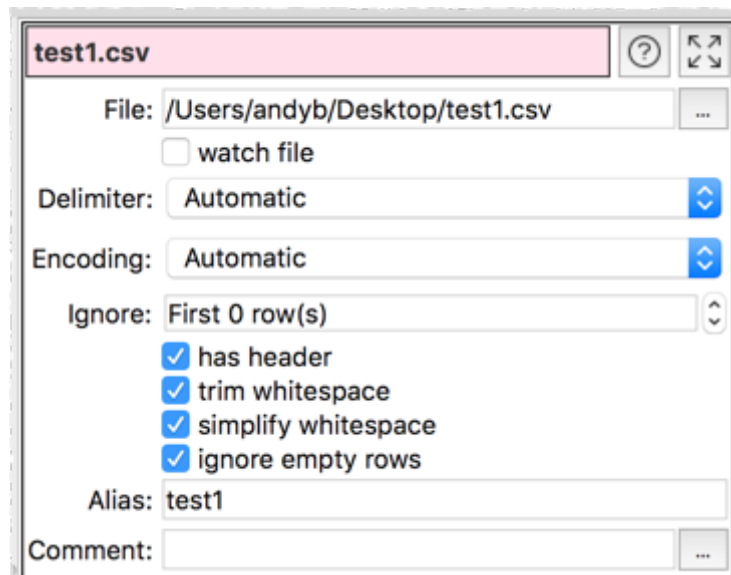 test1.csv ?
File: /Users/andyb/Desktop/test1.csv ...
watch file
Delimiter: Automatic
Encoding: Automatic
Ignore: First 0 row(s)
has header
trim whitespace
simplify whitespace
ignore empty rows
Alias: test1
Comment: ...